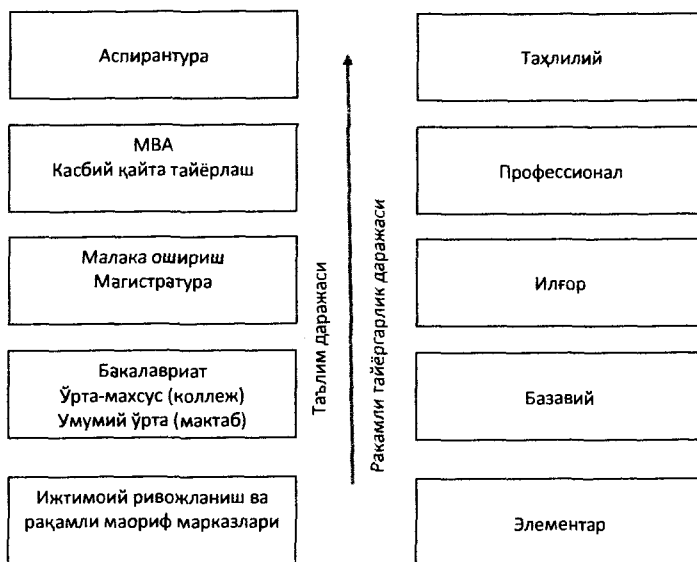 Аспирантура
Таҳлилий
МВА
Касбий қайта тайёрлаш
Профессионал
Малака ошириш
Магистратура
Илғор
Бакалавриат
Ўрта-махсус (коллеж)
Умумий ўрта (мактаб)
Базавий
Ижтимоий ривожланиш ва
рақамли маориф марказлари
Элементар
Таълим даражаси
Рақамли тайёргарлик даражаси